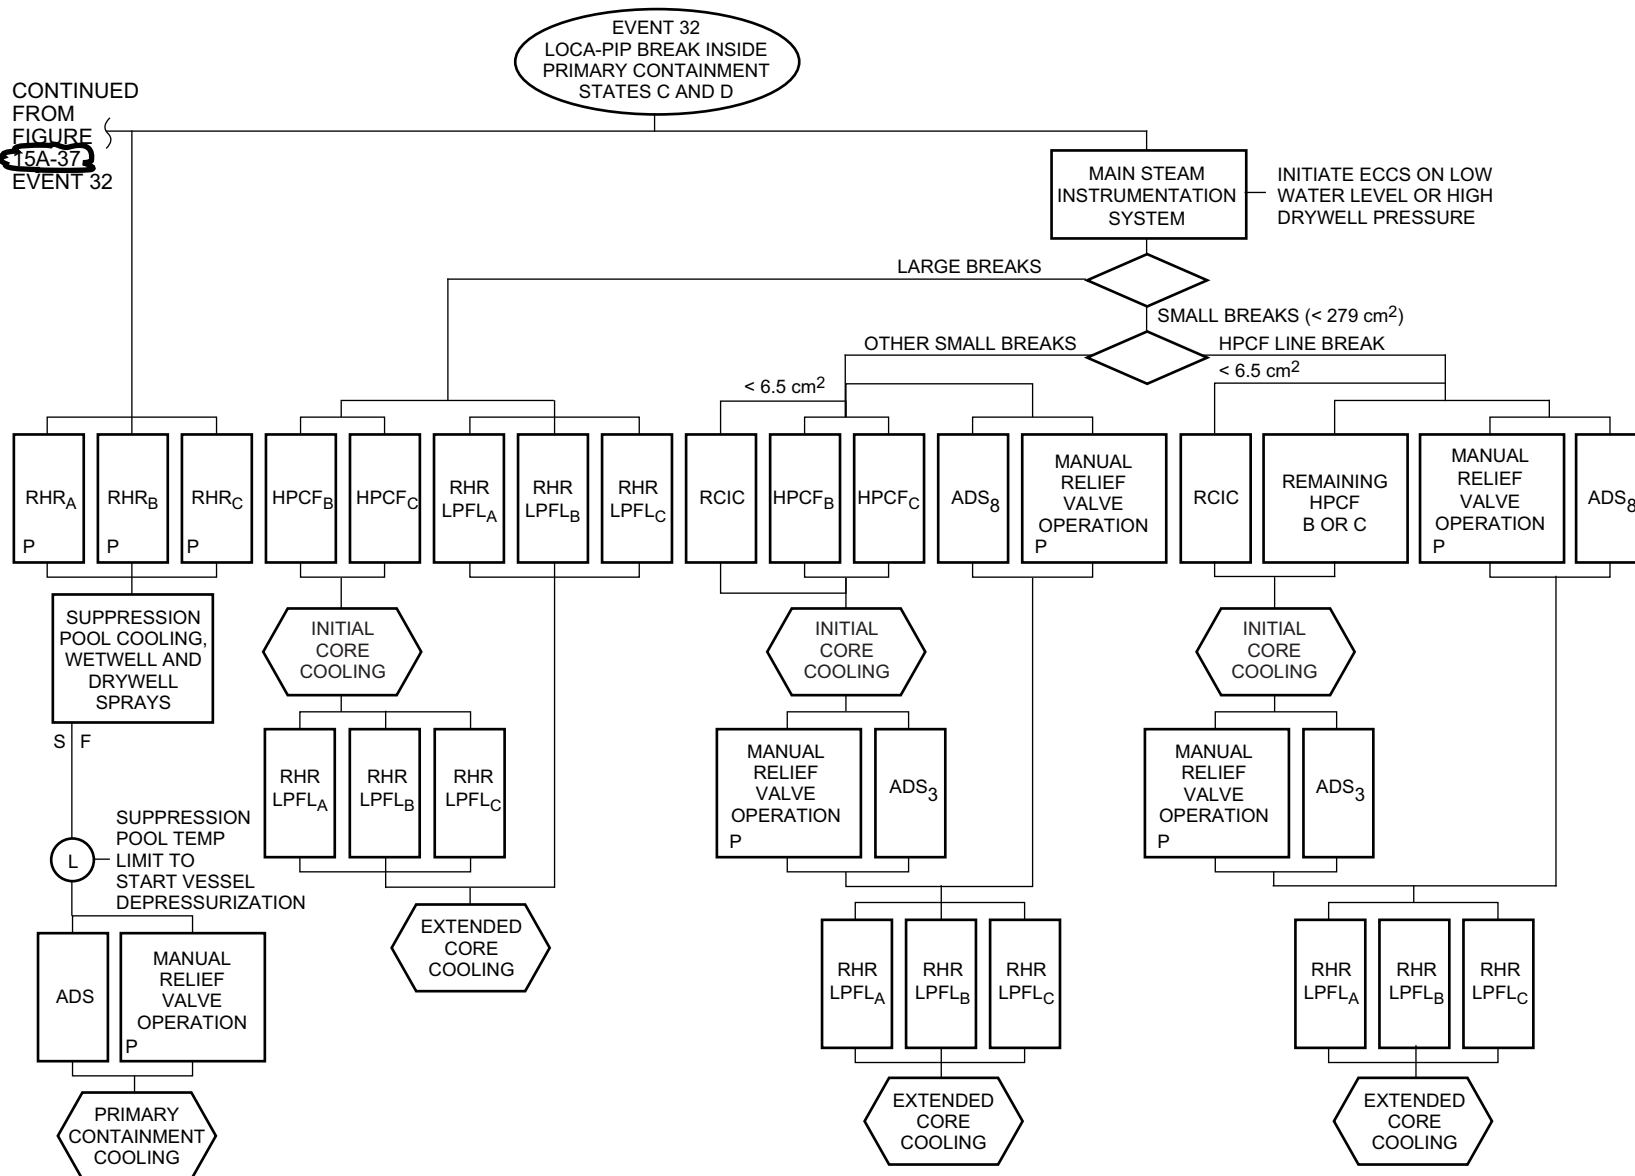 EVENT 32
LOCA-PIP BREAK INSIDE
PRIMARY CONTAINMENT
STATES C AND D
CONTINUED
FROM
FIGURE
15A-37
EVENT 32
MAIN STEAM
INSTRUMENTATION
SYSTEM
INITIATE ECCS ON LOW
WATER LEVEL OR HIGH
DRYWELL PRESSURE
LARGE BREAKS
SMALL BREAKS (< 279 cm2)
OTHER SMALL BREAKS
HPCF LINE BREAK
< 6.5 cm2
< 6.5 cm2
RHRA
P
RHRB
P
RHRC
P
HPCFB
HPCFC
RHR
LPFLA
RHR
LPFLB
RHR
LPFLC
RCIC
HPCFB
HPCFC
ADS8
MANUAL
RELIEF
VALVE
OPERATION
P
RCIC
REMAINING
HPCF
B OR C
MANUAL
RELIEF
VALVE
OPERATION
P
ADS8
SUPPRESSION
POOL COOLING,
WETWELL AND
DRYWELL
SPRAYS
S F
INITIAL
CORE
COOLING
INITIAL
CORE
COOLING
INITIAL
CORE
COOLING
RHR
LPFLA
RHR
LPFLB
RHR
LPFLC
MANUAL
RELIEF
VALVE
OPERATION
P
ADS3
MANUAL
RELIEF
VALVE
OPERATION
P
ADS3
L
SUPPRESSION
POOL TEMP
LIMIT TO
START VESSEL
DEPRESSURIZATION
EXTENDED
CORE
COOLING
ADS
MANUAL
RELIEF
VALVE
OPERATION
P
RHR
LPFLA
RHR
LPFLB
RHR
LPFLC
RHR
LPFLA
RHR
LPFLB
RHR
LPFLC
PRIMARY
CONTAINMENT
COOLING
EXTENDED
CORE
COOLING
EXTENDED
CORE
COOLING